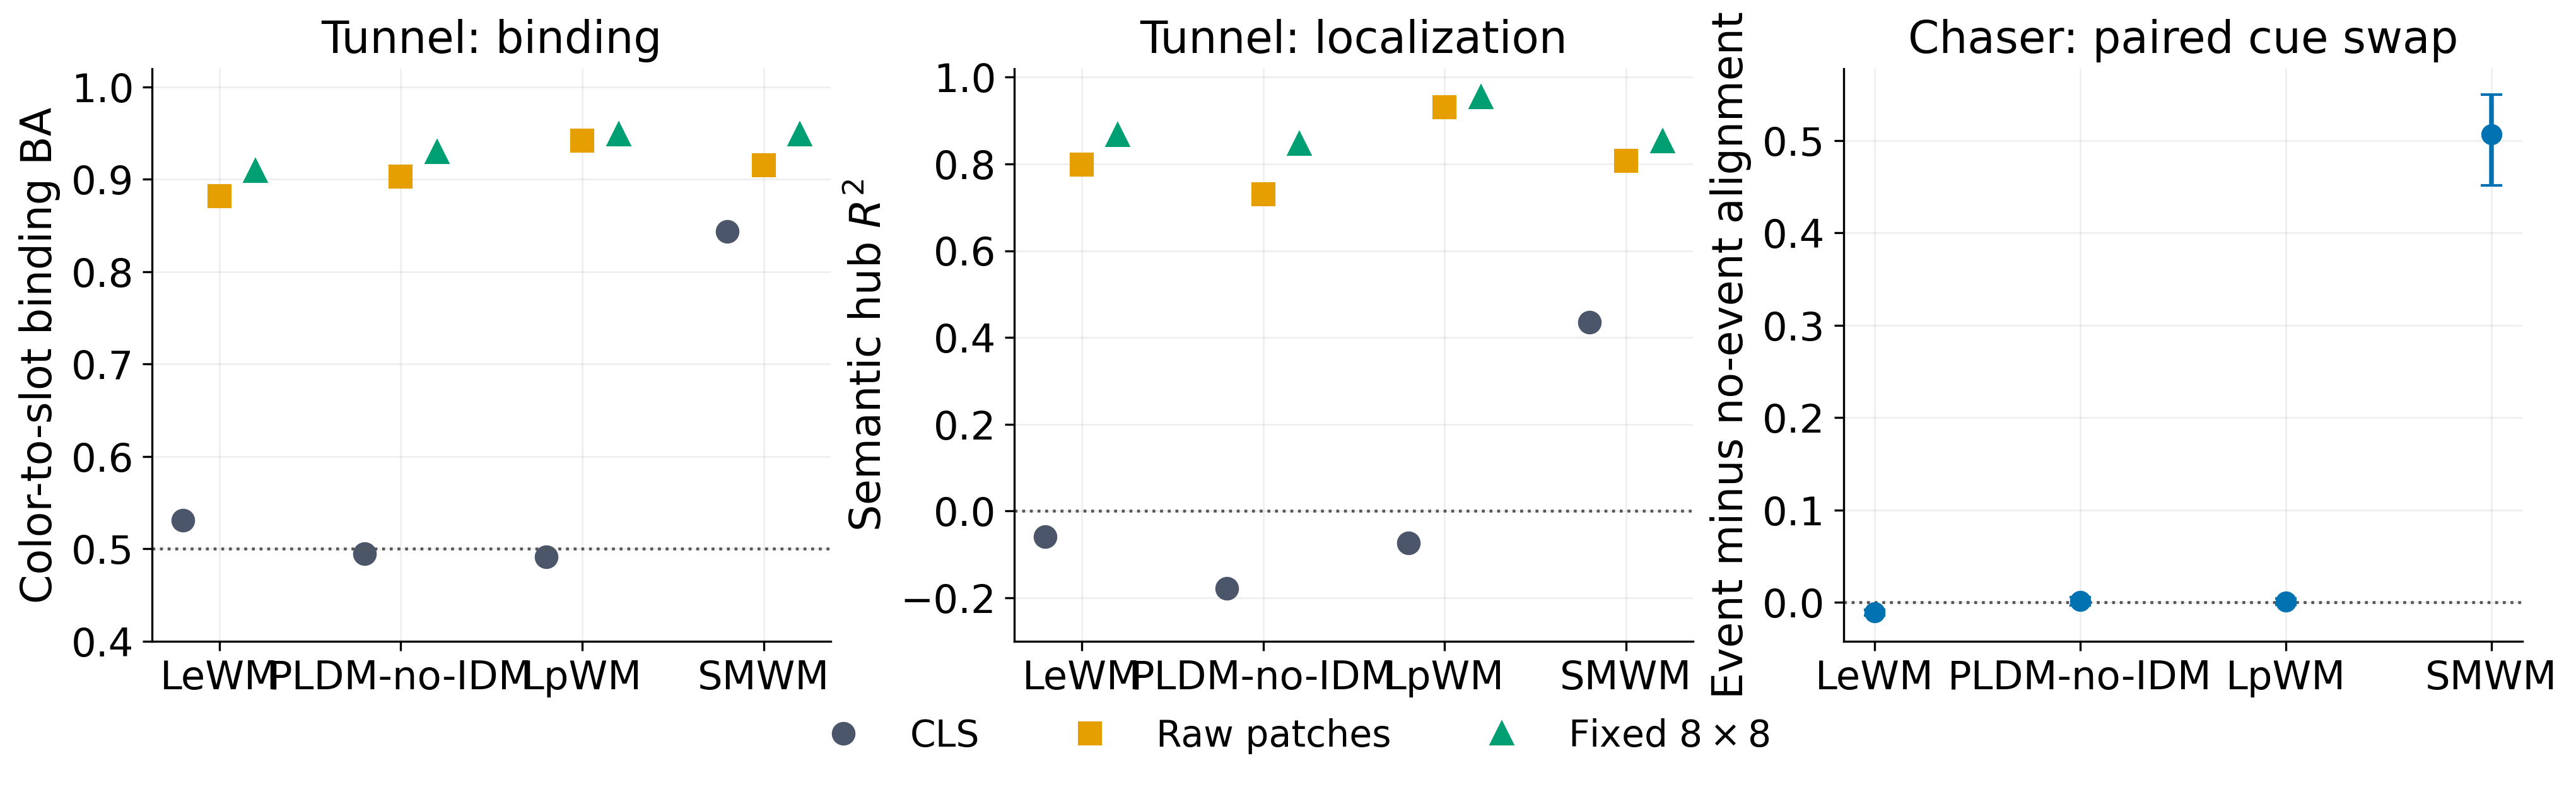 Tunnel: binding
Color-to-slot binding BA
1.0
0.9
0.8
0.7
0.6
0.5
0.4
LeWM
PLDM-no-IDM
LpWM
SMWM
Tunnel: localization
Semantic hub R²
1.0
0.8
0.6
0.4
0.2
0.0
−0.2
LeWM
PLDM-no-IDM
LpWM
SMWM
Chaser: paired cue swap
Event minus no-event alignment
0.5
0.4
0.3
0.2
0.1
0.0
LeWM
PLDM-no-IDM
LpWM
SMWM
CLS
Raw patches
Fixed 8 × 8